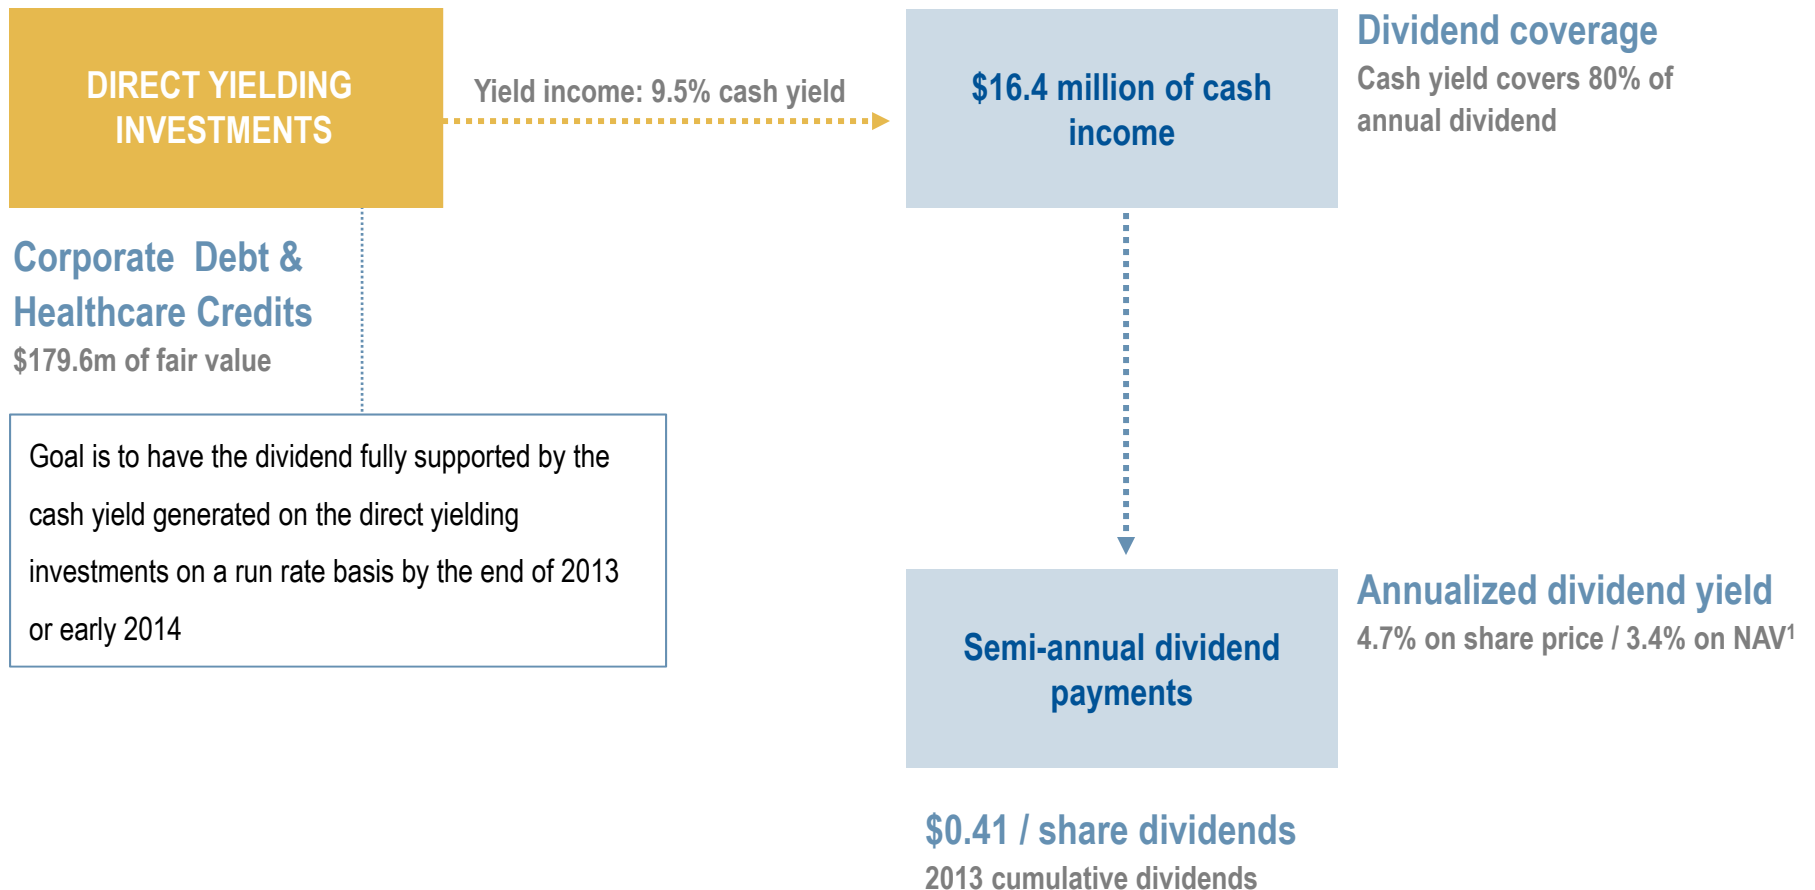 DIRECT YIELDING
INVESTMENTS
Yield income: 9.5% cash yield
$16.4 million of cash
income
Dividend coverage
Cash yield covers 80% of
annual dividend
Corporate  Debt &
Healthcare Credits
$179.6m of fair value
Goal is to have the dividend fully supported by the
cash yield generated on the direct yielding
investments on a run rate basis by the end of 2013
or early 2014
Semi-annual dividend
payments
Annualized dividend yield
4.7% on share price / 3.4% on NAV¹
$0.41 / share dividends
2013 cumulative dividends